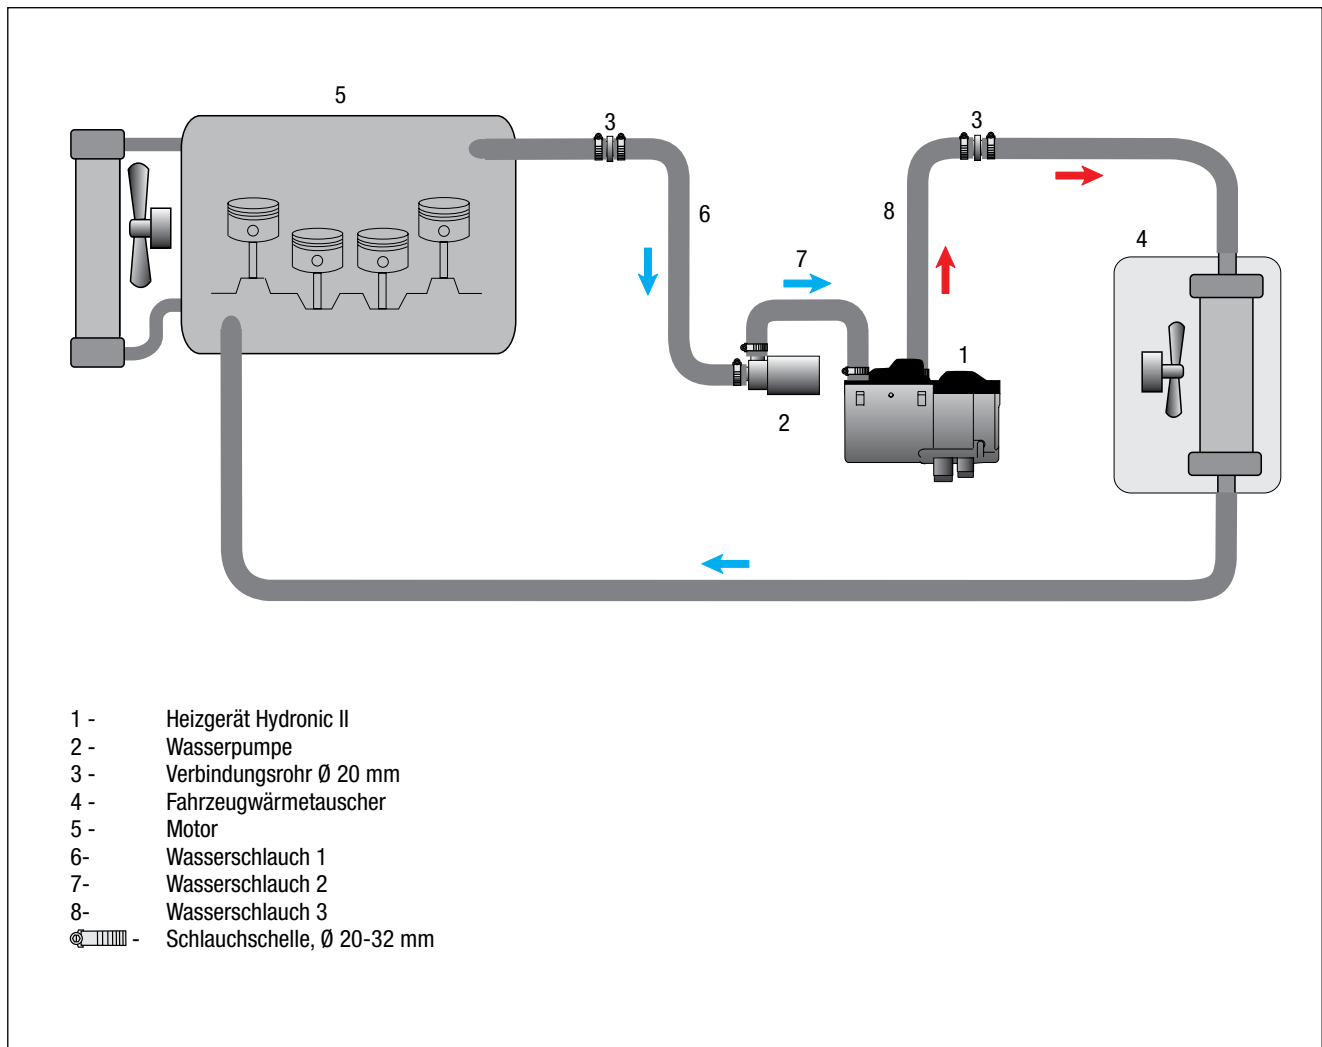 5
3
3
6
8
7
4
1
2
1 - Heizgerät Hydronic II
2 - Wasserpumpe
3 - Verbindungsrohr Ø 20 mm
4 - Fahrzeugwärmetauscher
5 - Motor
6- Wasserschlauch 1
7- Wasserschlauch 2
8- Wasserschlauch 3
- Schlauchschelle, Ø 20-32 mm